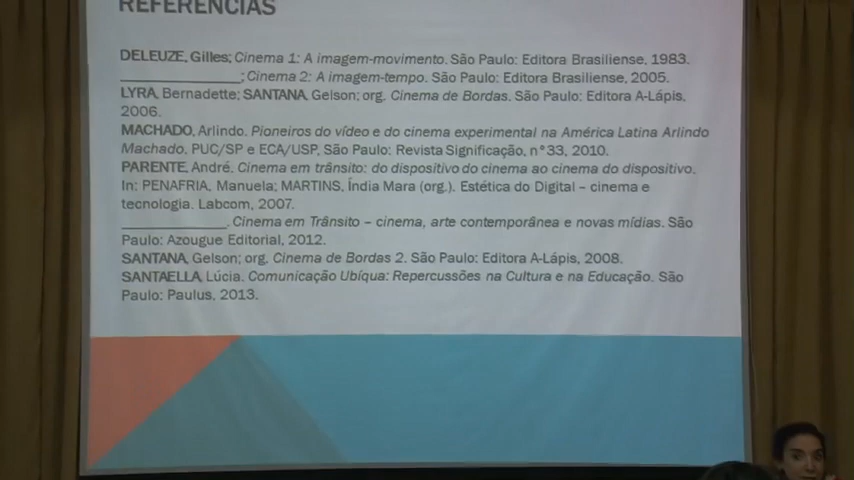 REFERÊNCIAS
DELEUZE, Gilles; Cinema 1: A imagem-movimento. São Paulo: Editora Brasiliense, 1983.
____________________; Cinema 2: A imagem-tempo. São Paulo: Editora Brasiliense, 2005.
LYRA, Bernadette; SANTANA, Gelson; org. Cinema de Bordas. São Paulo: Editora A-Lápis,
2006.
MACHADO, Arlindo. Pioneiros do vídeo e do cinema experimental na América Latina Arlindo
Machado. PUC/SP e ECA/USP, São Paulo: Revista Significação, n°33, 2010.
PARENTE, André. Cinema em trânsito: do dispositivo do cinema ao cinema do dispositivo.
In: PENAFRIA, Manuela; MARTINS, Índia Mara (org.). Estética do Digital – cinema e
tecnologia. Labcom, 2007.
__________________. Cinema em Trânsito – cinema, arte contemporânea e novas mídias. São
Paulo: Azougue Editorial, 2012.
SANTANA, Gelson; org. Cinema de Bordas 2. São Paulo: Editora A-Lápis, 2008.
SANTAELLA, Lúcia. Comunicação Ubíqua: Repercussões na Cultura e na Educação. São
Paulo: Paulus, 2013.